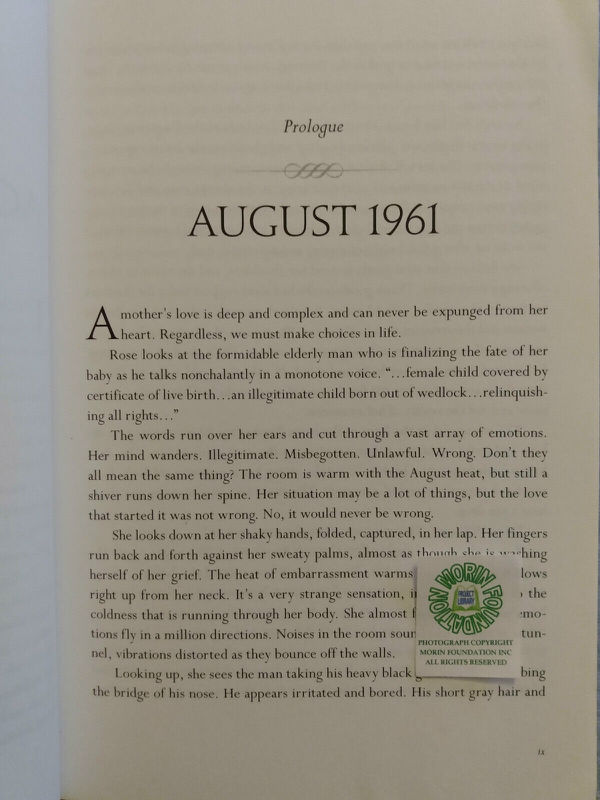 Prologue
AUGUST 1961
A mother's love is deep and complex and can never be expunged from her
heart. Regardless, we must make choices in life.
Rose looks at the formidable elderly man who is finalizing the fate of her
baby as he talks nonchalantly in a monotone voice. “…female child covered by
certificate of live birth…an illegitimate child born out of wedlock…relinquish-
ing all rights…”
The words run over her ears and cut through a vast array of emotions.
Her mind wanders. Illegitimate. Misbegotten. Unlawful. Wrong. Don't they
all mean the same thing? The room is warm with the August heat, but still a
shiver runs down her spine. Her situation may be a lot of things, but the love
that started it was not wrong. No, it would never be wrong.
She looks down at her shaky hands, folded, captured, in her lap. Her fingers
run back and forth against her sweaty palms, almost as though she is washing
herself of her grief. The heat of embarrassment warms lows
right up from her neck. It's a very strange sensation, the
coldness that is running through her body. She almost emo-
tions fly in a million directions. Noises in the room tun-
nel, vibrations distorted as they bounce off the walls.
Looking up, she sees the man taking his heavy black bing
the bridge of his nose. He appears irritated and bored. His short gray hair and
MORIN FOUNDATION
PROJECT
LIBRARY
PHOTOGRAPH COPYRIGHT
MORIN FOUNDATION INC
ALL RIGHTS RESERVED
ix